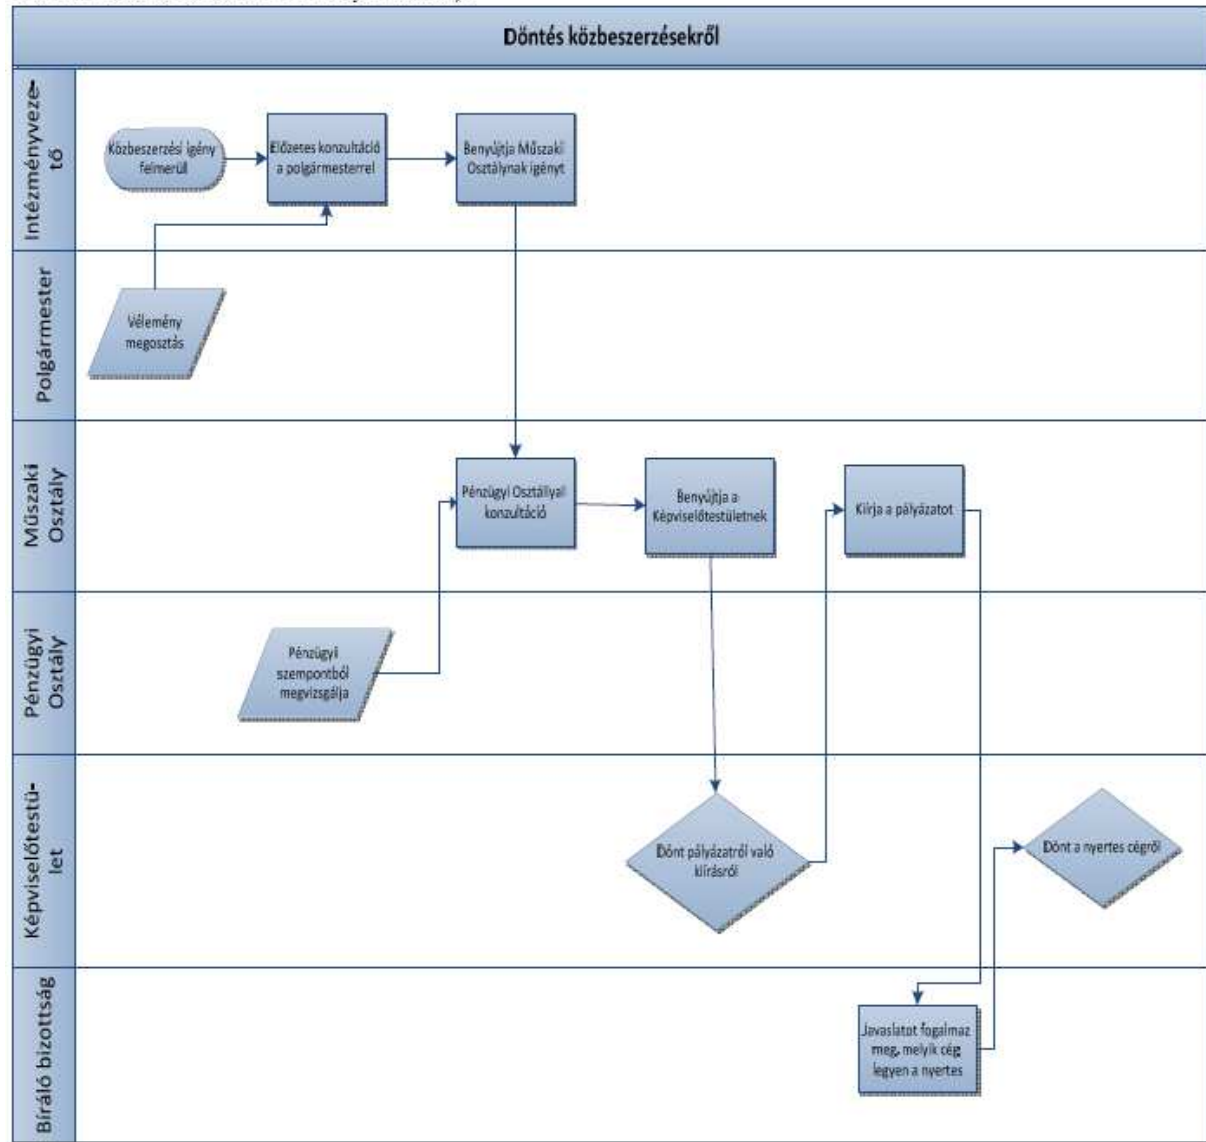 Döntés közbeszerzésekről
Intézményveze-
tő
Közbeszerzési igény
felmerül
Előzetes konzultáció
a polgármesterrel
Benyújtja Műszaki
Osztálynak igényt
Polgármester
Vélemény
megosztás
Műszaki
Osztály
Pénzügyi Osztállyal
konzultáció
Benyújtja a
Képviselőtestületnek
Kiírja a pályázatot
Pénzügyi
Osztály
Pénzügyi
szempontból
megvizsgálja
Képviselőtestü-
let
Dönt pályázatról való
kiírásról
Dönt a nyertes cégről
Bíráló bizottság
Javaslatot fogalmaz
meg, melyik cég
legyen a nyertes